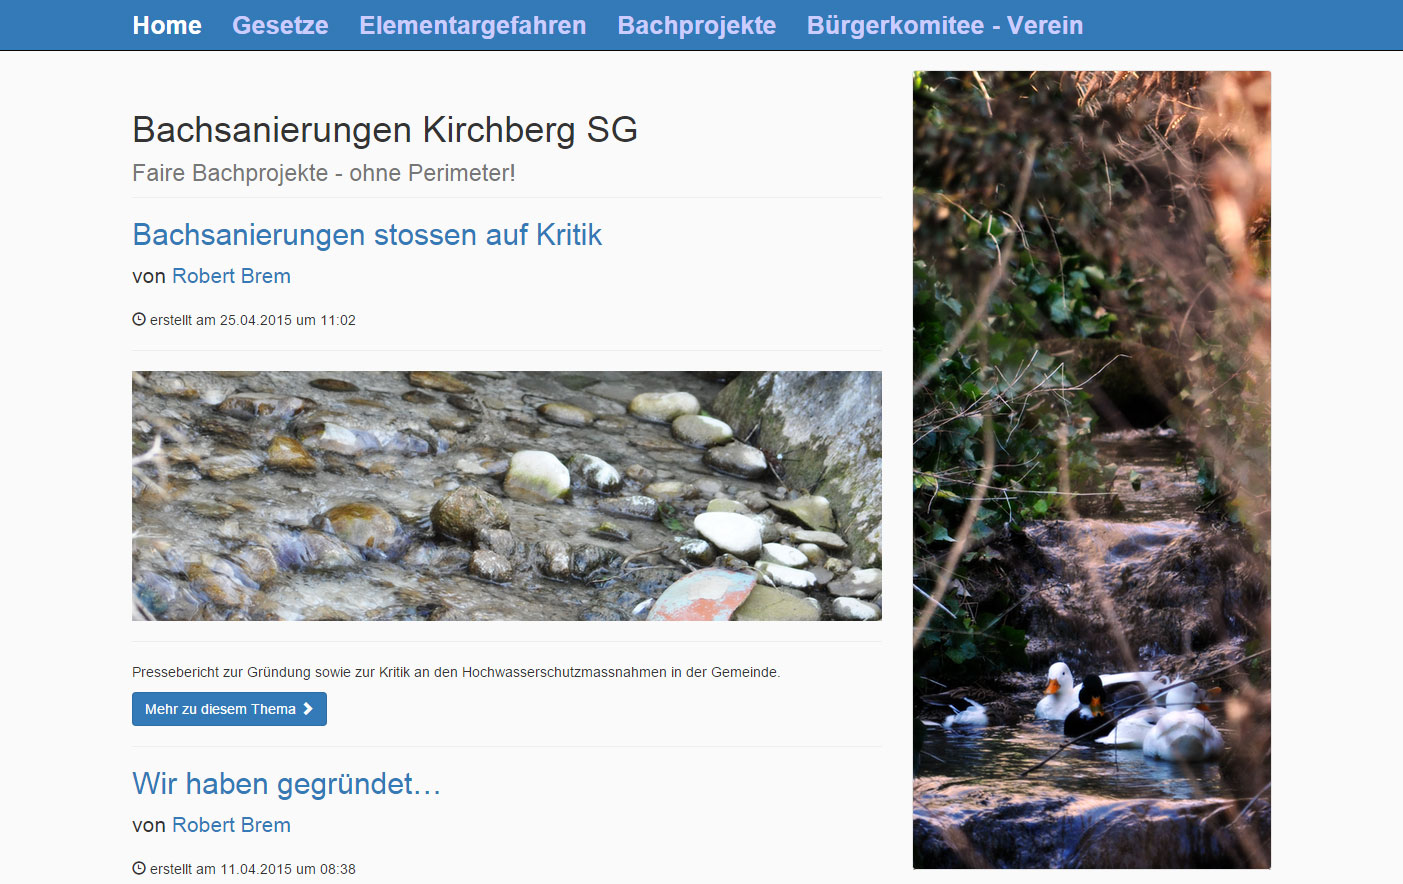 Home Gesetze Elementargefahren Bachprojekte Bürgerkomitee - Verein
Bachsanierungen Kirchberg SG
Faire Bachprojekte - ohne Perimeter!
Bachsanierungen stossen auf Kritik
von Robert Brem
erstellt am 25.04.2015 um 11:02
Pressebericht zur Gründung sowie zur Kritik an den Hochwasserschutzmassnahmen in der Gemeinde.
Mehr zu diesem Thema
Wir haben gegründet…
von Robert Brem
erstellt am 11.04.2015 um 08:38